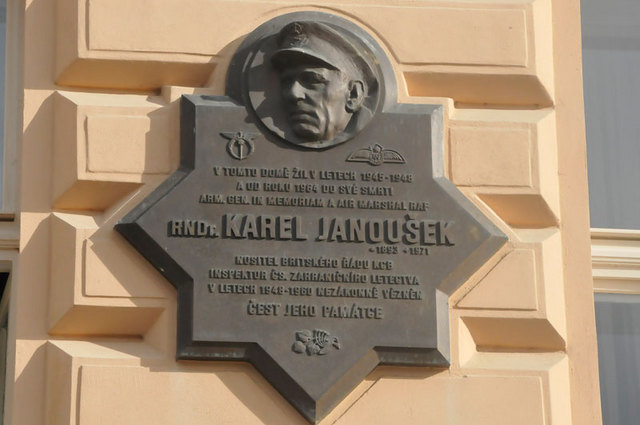 V TOMTO DOMĚ ŽIL V LETECH 1945-1948
A OD ROKU 1964 DO SVÉ SMRTI
ARM. GEN. IN MEMORIAM A AIR MARSHAL RAF
RNDr. KAREL JANOUŠEK
* 1893 - † 1971
NOSITEL BRITSKÉHO ŘÁDU KCB
INSPEKTOR ČS. ZAHRANIČNÍHO LETECTVA
V LETECH 1948-1960 NEZÁKONNĚ VĚZNĚN
ČEST JEHO PAMÁTCE